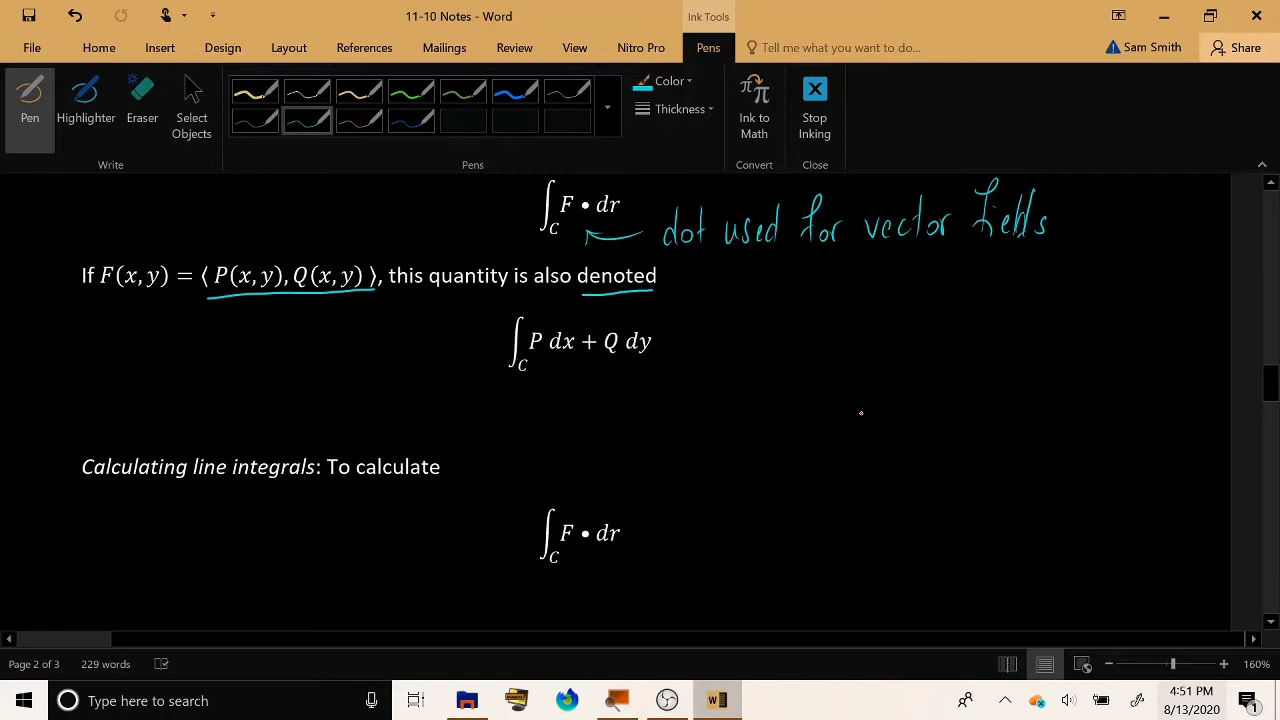 11-10 Notes - Word
Ink Tools
File Home Insert Design Layout References Mailings Review View Nitro Pro Pens Tell me what you want to do... Sam Smith Share
Pen Highlighter Eraser Select Objects
Color
Thickness
Ink to Math
Stop Inking
Write Pens Convert Close
∫_C F • dr
dot used for vector fields
If F(x, y) = ⟨ P(x, y), Q(x, y) ⟩, this quantity is also denoted
∫_C P dx + Q dy
Calculating line integrals: To calculate
∫_C F • dr
Page 2 of 3 229 words 160%
Type here to search
4:51 PM
8/13/2020
1